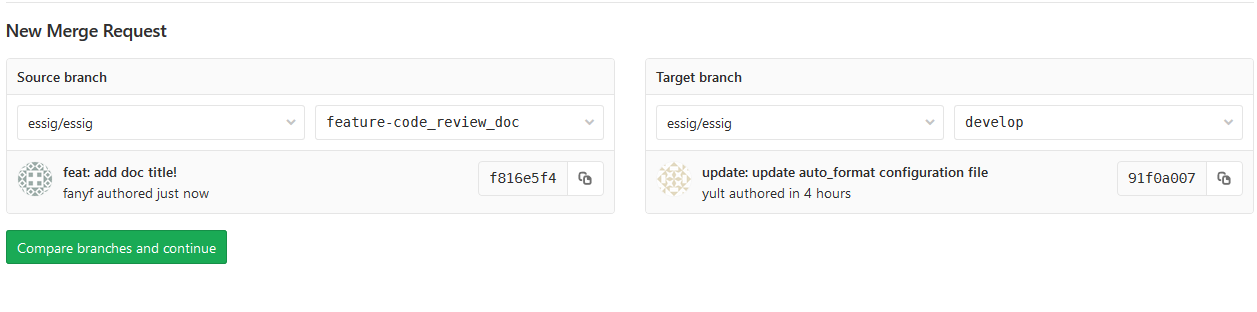 New Merge Request
Source branch
essig/essig
feature-code_review_doc
feat: add doc title!
fanyf authored just now
f816e5f4
Target branch
essig/essig
develop
update: update auto_format configuration file
yult authored in 4 hours
91f0a007
Compare branches and continue